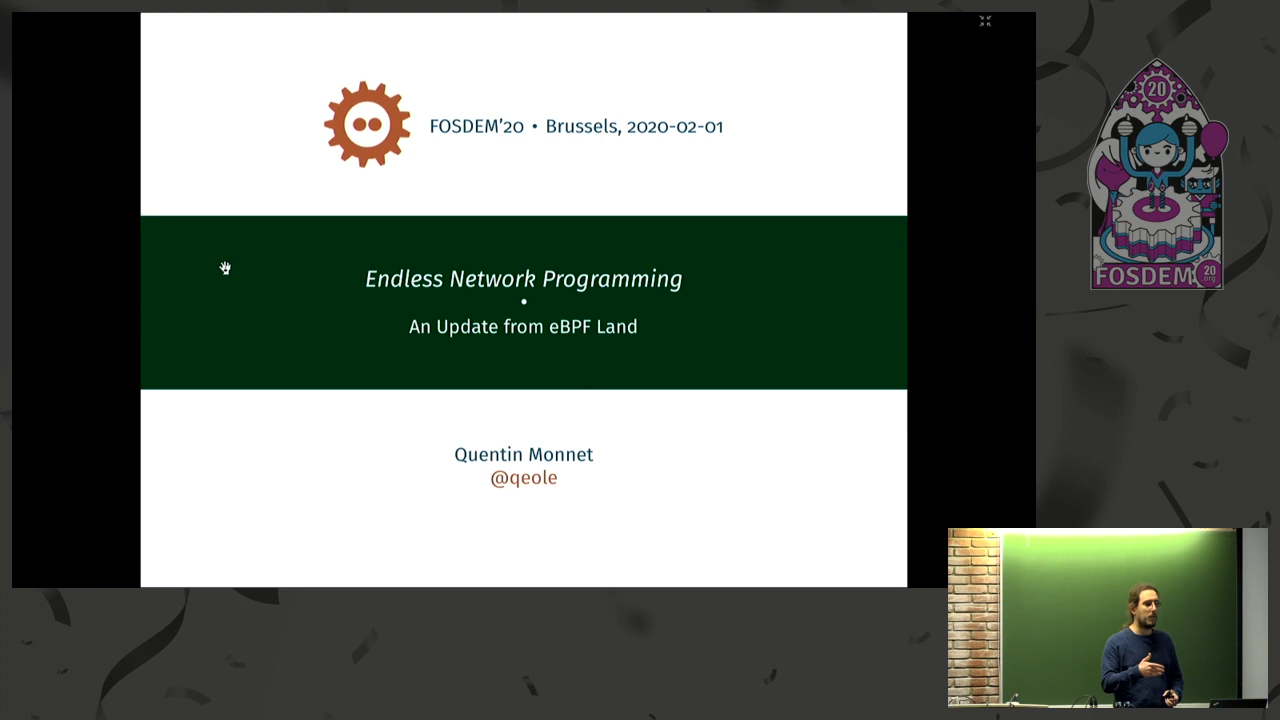 FOSDEM’20 • Brussels, 2020-02-01
Endless Network Programming
•
An Update from eBPF Land
Quentin Monnet
@qeole
20
FOSDEM
20
org